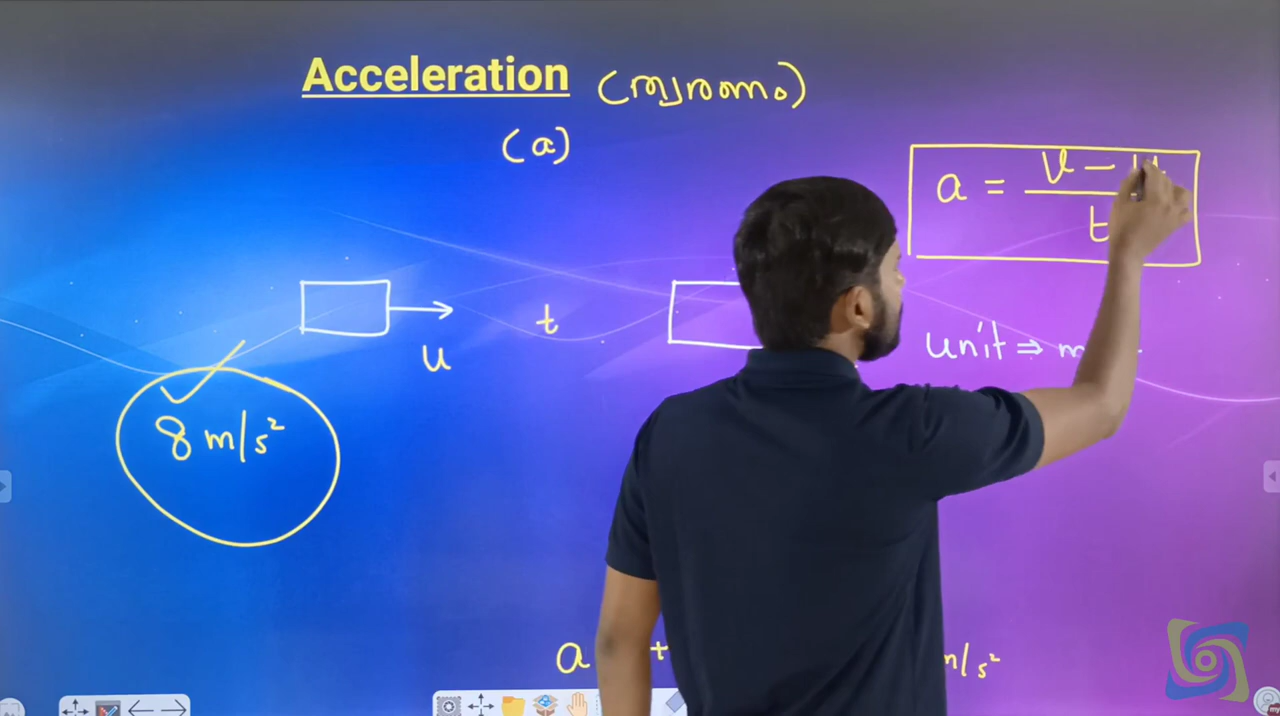 Acceleration (ത്വരണം)
(a)
a = v - u / t
t
u
unit ⇒
8 m/s²
a
m/s²